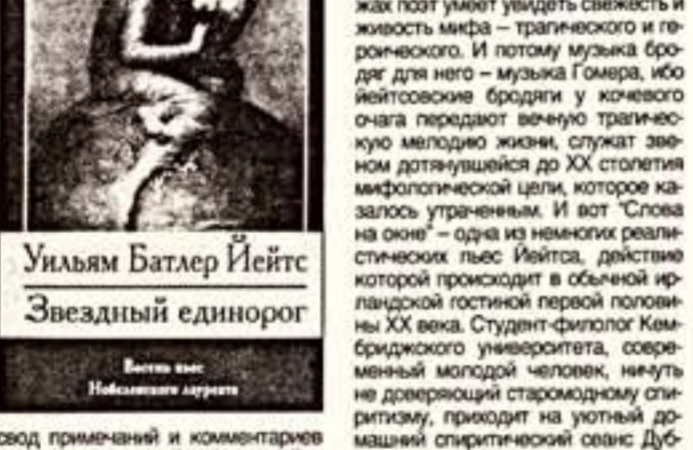 Уильям Батлер Йейтс
Звездный единорог
Восемь пьес
Нобелевского лауреата
свод примечаний и комментариев
жах поэт умеет увидеть свежесть и
живость мифа – трагического и ге-
роического. И потому музыка бро-
дяг для него – музыка Гомера, ибо
йейтсовские бродяги у кочевого
очага передают вечную трагичес-
кую мелодию жизни, служат зве-
ном дотянувшейся до XX столетия
мифологической цепи, которое ка-
залось утраченным. И вот "Слова
на окне" – одна из немногих реали-
стических пьес Йейтса, действие
которой происходит в обычной ир-
ландской гостиной первой полови-
ны XX века. Студент-филолог Кем-
бриджского университета, совре-
менный молодой человек, ничуть
не доверяющий старомодному спи-
ритизму, приходит на уютный до-
машний спиритический сеанс Дуб-